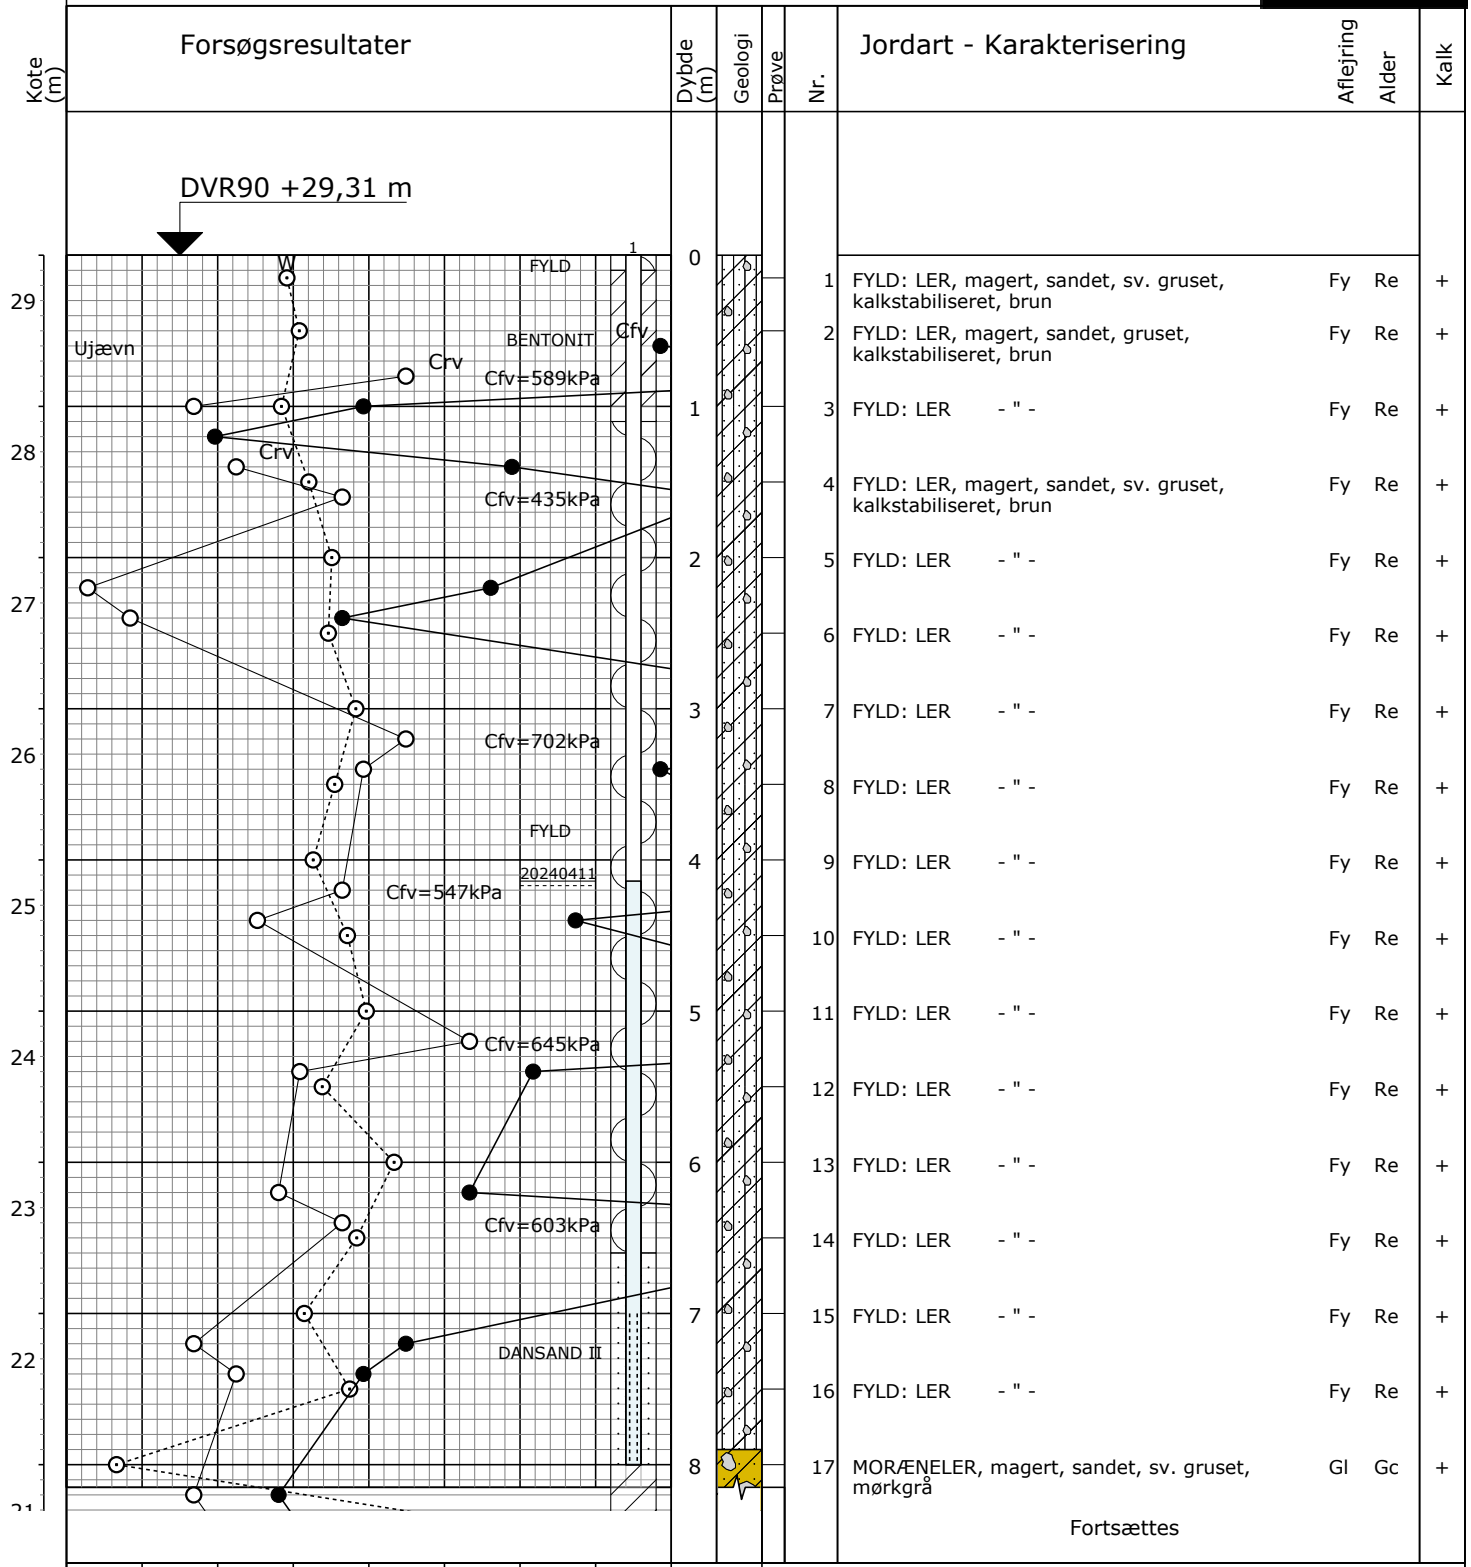 Kote (m)
Forsøgsresultater
Dybde (m)
Geologi
Prøve
Nr.
Jordart - Karakterisering
Aflejring
Alder
Kalk
DVR90 +29,31 m
W
FYLD
1
0
1 FYLD: LER, magert, sandet, sv. gruset, Fy Re +
kalkstabiliseret, brun
29
Ujævn
BENTONIT
Cfv
2 FYLD: LER, magert, sandet, gruset, Fy Re +
kalkstabiliseret, brun
Crv
Cfv=589kPa
1
3 FYLD: LER - " - Fy Re +
28
Crv
Cfv=435kPa
4 FYLD: LER, magert, sandet, sv. gruset, Fy Re +
kalkstabiliseret, brun
2
5 FYLD: LER - " - Fy Re +
27
6 FYLD: LER - " - Fy Re +
3
7 FYLD: LER - " - Fy Re +
Cfv=702kPa
26
8 FYLD: LER - " - Fy Re +
FYLD
4
9 FYLD: LER - " - Fy Re +
20240411
Cfv=547kPa
25
10 FYLD: LER - " - Fy Re +
5
11 FYLD: LER - " - Fy Re +
Cfv=645kPa
24
12 FYLD: LER - " - Fy Re +
6
13 FYLD: LER - " - Fy Re +
23
Cfv=603kPa
14 FYLD: LER - " - Fy Re +
7
15 FYLD: LER - " - Fy Re +
22
DANSAND II
16 FYLD: LER - " - Fy Re +
8
17 MORÆNELER, magert, sandet, sv. gruset, Gl Gc +
mørkgrå
21
Fortsættes